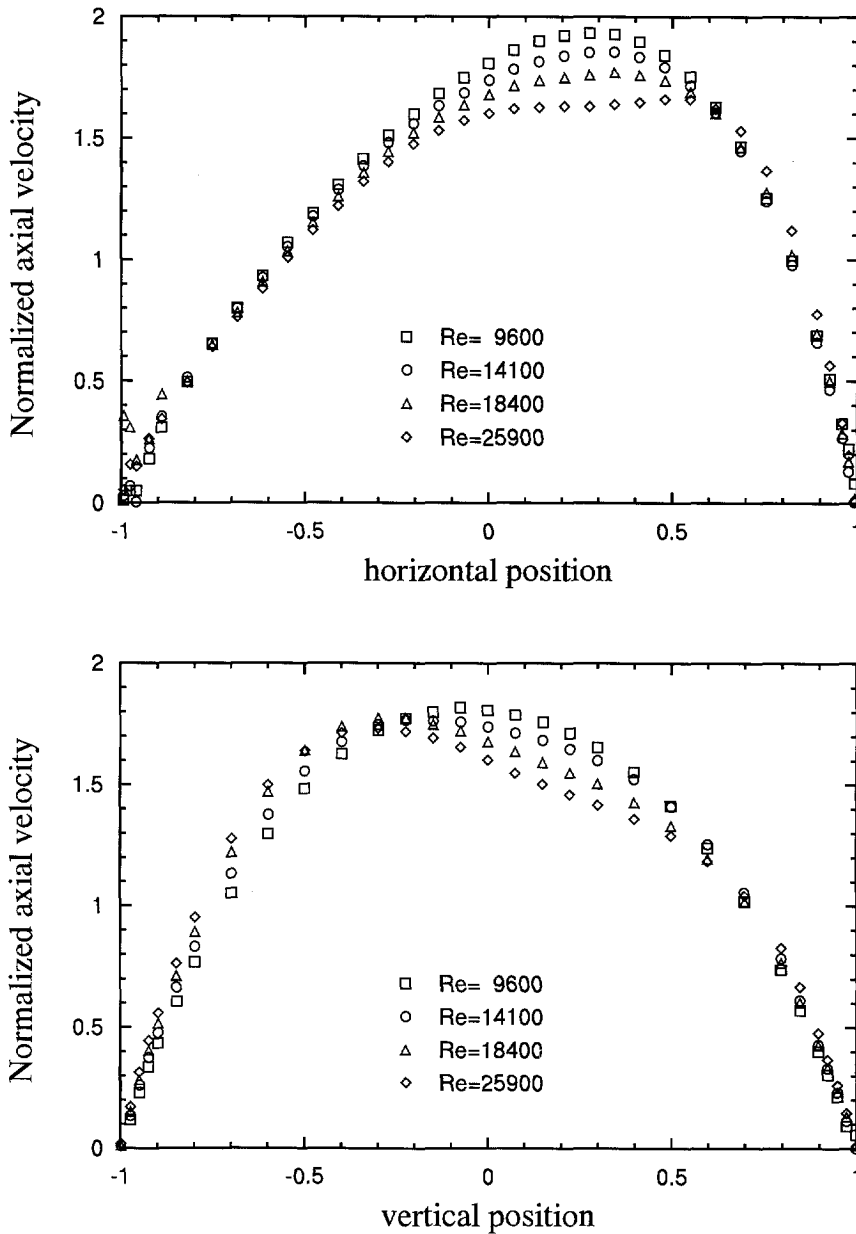 2
1.5
1
0.5
0
Normalized axial velocity
Re= 9600
Re=14100
Re=18400
Re=25900
-1
-0.5
0
0.5
1
horizontal position
2
1.5
1
0.5
0
Normalized axial velocity
Re= 9600
Re=14100
Re=18400
Re=25900
-1
-0.5
0
0.5
1
vertical position